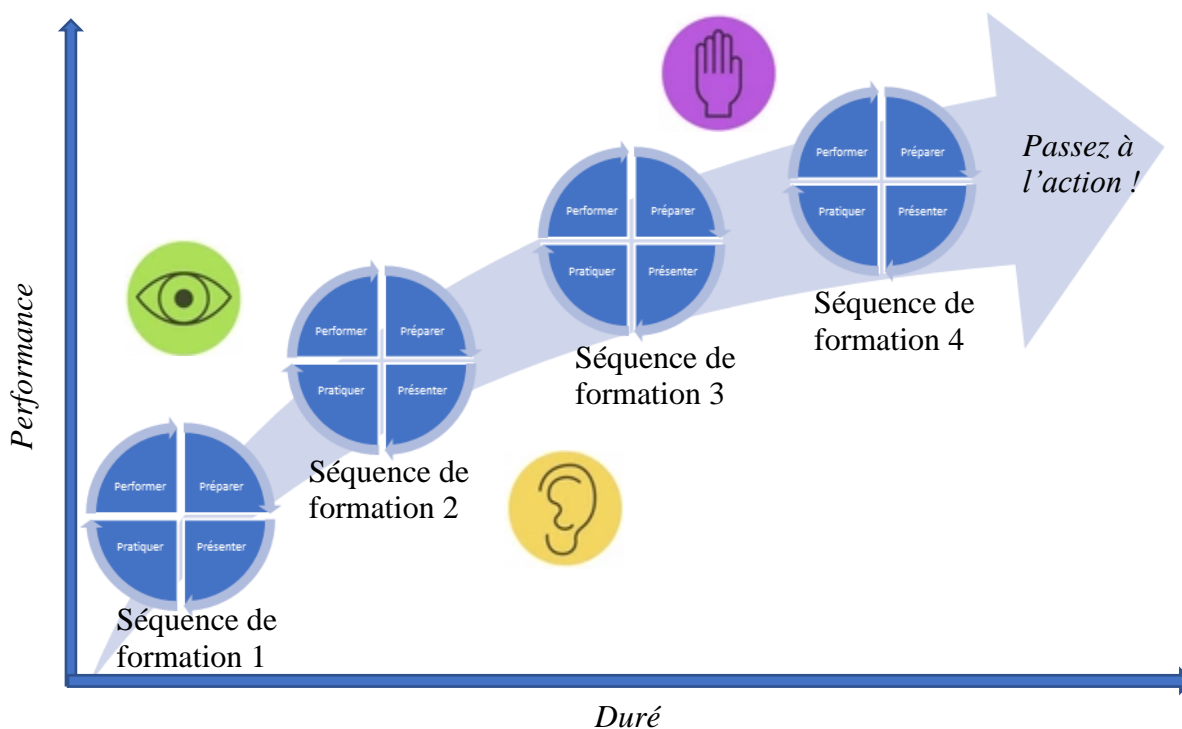 Performance
Passez à
l'action !
Performer
Préparer
Pratiquer
Présenter
Séquence de
formation 4
Performer
Préparer
Pratiquer
Présenter
Séquence de
formation 3
Performer
Préparer
Pratiquer
Présenter
Séquence de
formation 2
Performer
Préparer
Pratiquer
Présenter
Séquence de
formation 1
Duré